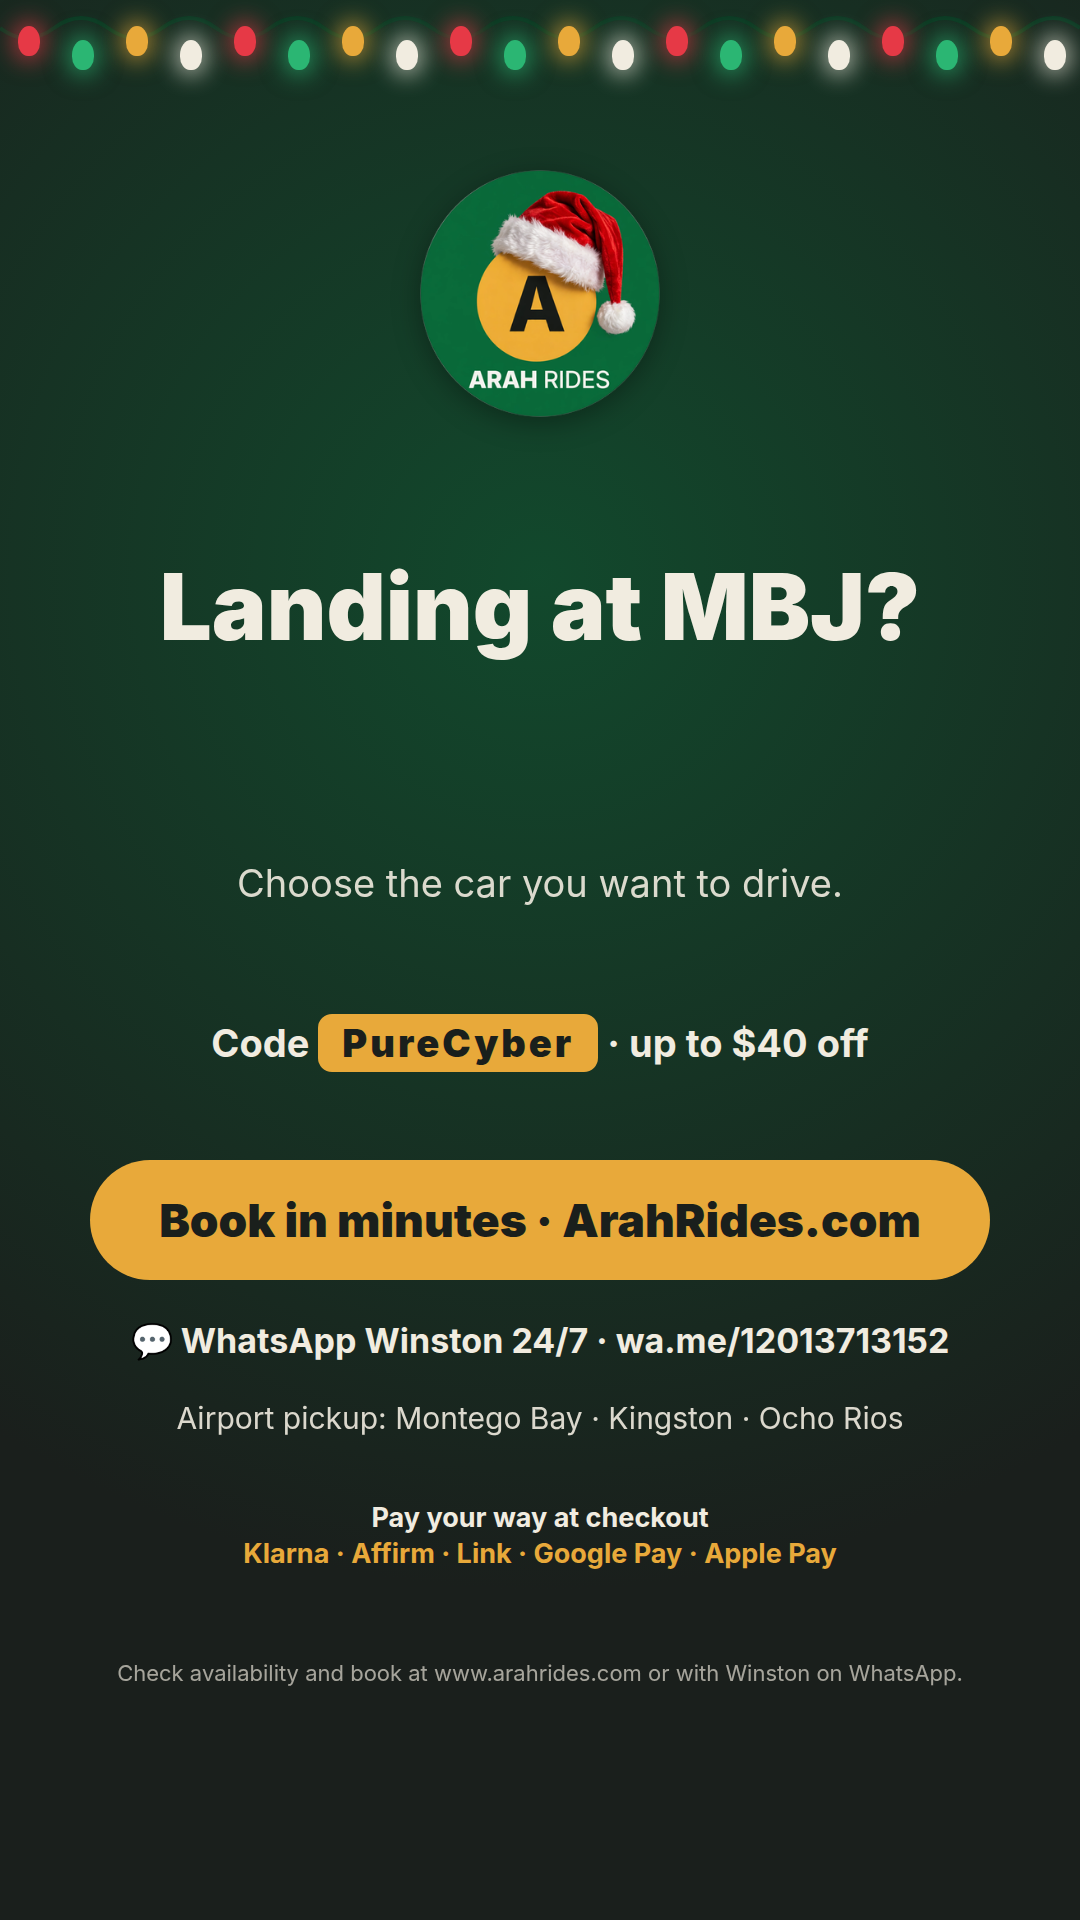 A
ARAH RIDES
Landing at MBJ?
Choose the car you want to drive.
Code PureCyber · up to $40 off
Book in minutes · ArahRides.com
💬 WhatsApp Winston 24/7 · wa.me/12013713152
Airport pickup: Montego Bay · Kingston · Ocho Rios
Pay your way at checkout
Klarna · Affirm · Link · Google Pay · Apple Pay
Check availability and book at www.arahrides.com or with Winston on WhatsApp.